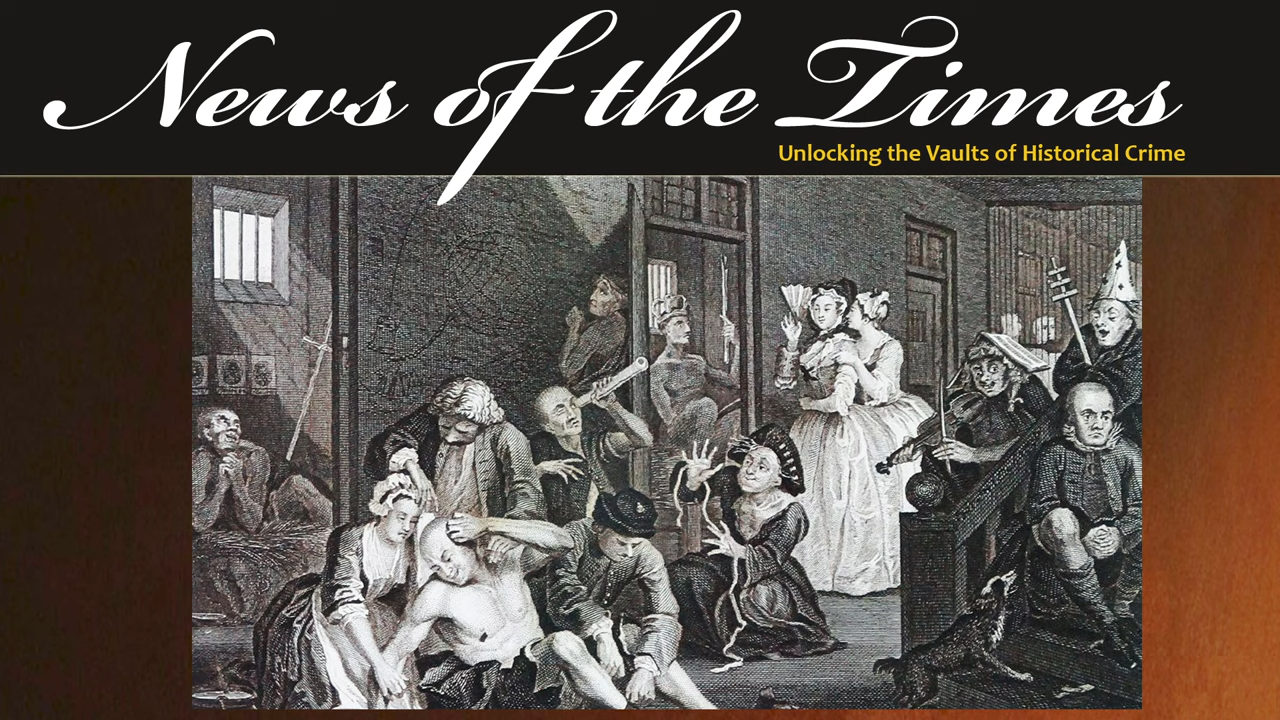 News of the Times
Unlocking the Vaults of Historical Crime